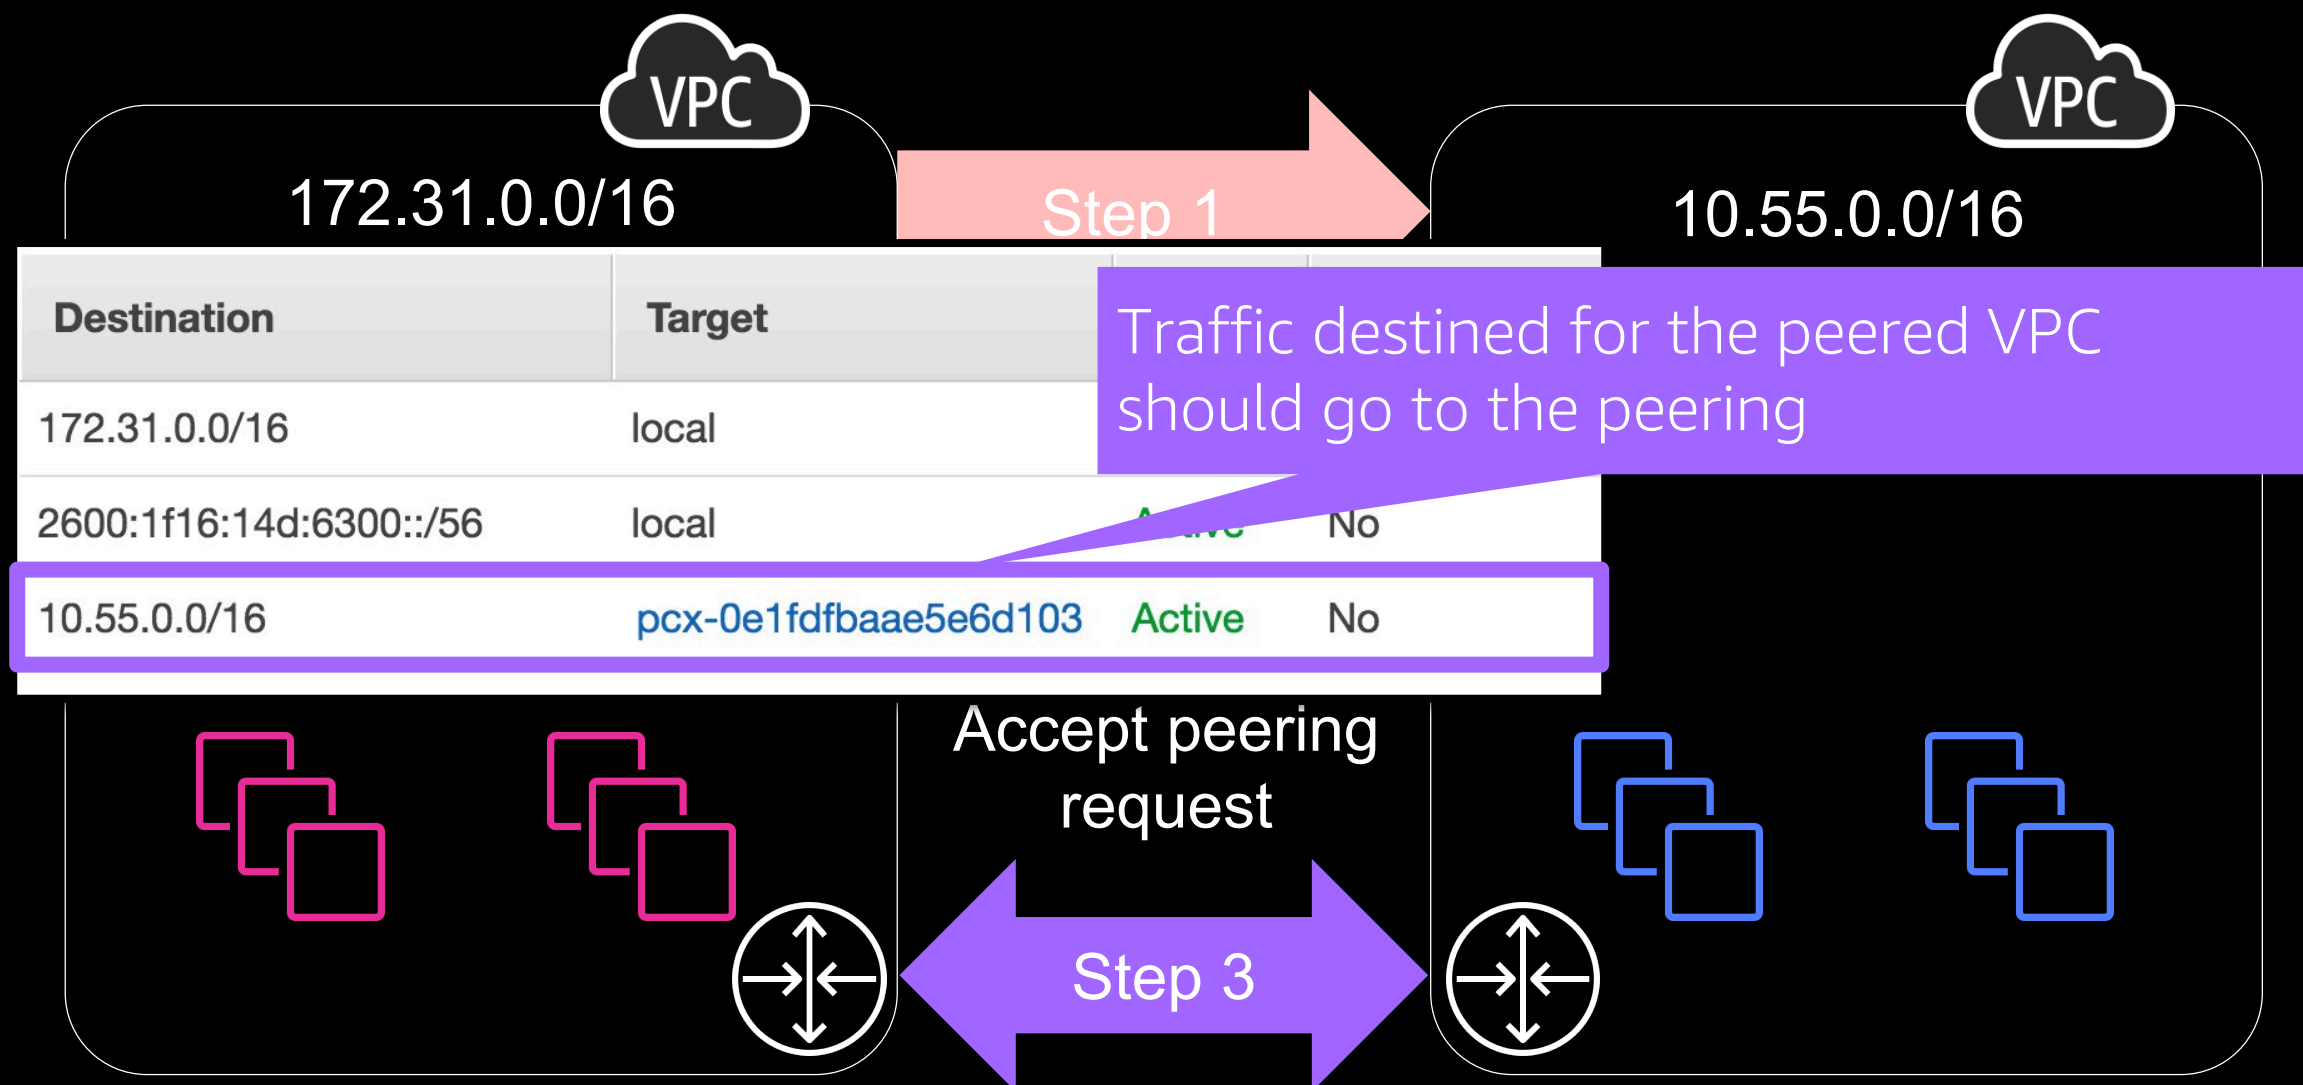 VPC
VPC
172.31.0.0/16
Step 1
10.55.0.0/16
Destination Target
Traffic destined for the peered VPC
should go to the peering
172.31.0.0/16 local
2600:1f16:14d:6300::/56 local Active No
10.55.0.0/16 pcx-0e1fdfbaae5e6d103 Active No
Accept peering
request
Step 3